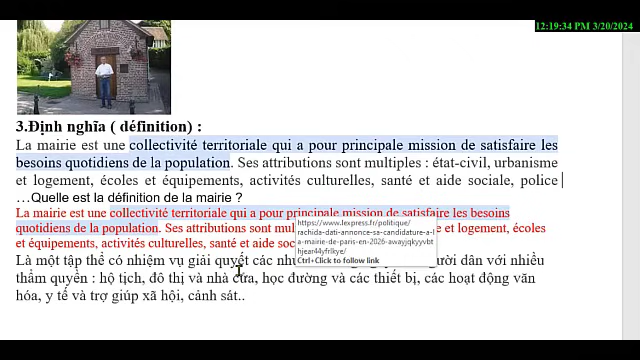 12:19:34 PM 3/20/2024
3.Định nghĩa ( définition) :
La mairie est une collectivité territoriale qui a pour principale mission de satisfaire les
besoins quotidiens de la population. Ses attributions sont multiples : état-civil, urbanisme
et logement, écoles et équipements, activités culturelles, santé et aide sociale, police
…Quelle est la définition de la mairie ?
La mairie est une collectivité territoriale qui a pour principale mission de satisfaire les besoins
quotidiens de la population. Ses attributions sont mul e et logement, écoles
et équipements, activités culturelles, santé et aide soc
https://www.lexpress.fr/politique/
rachida-dati-annonce-sa-candidature-a-l
a-mairie-de-paris-en-2026-awayjqkyyvbt
hjear44yfrlkye/
Ctrl+Click to follow link
Là một tập thể có nhiệm vụ giải quyết các nhu người dân với nhiều
thẩm quyền : hộ tịch, đô thị và nhà cửa, học đường và các thiết bị, các hoạt động văn
hóa, y tế và trợ giúp xã hội, cảnh sát..